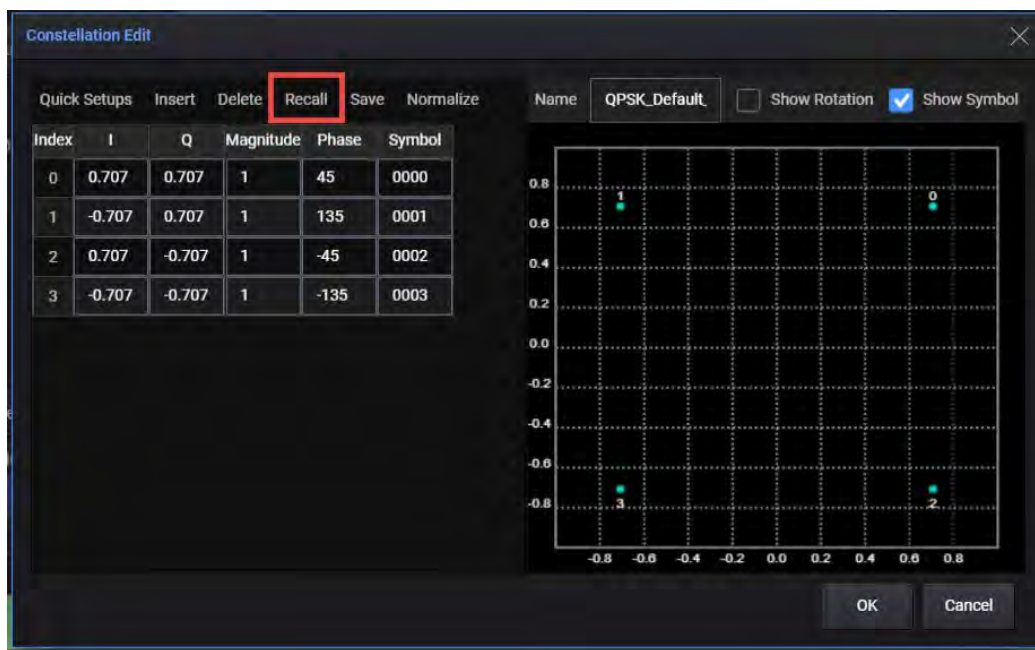 Constellation Edit
Quick Setups Insert Delete Recall Save Normalize Name QPSK_Default_ Show Rotation Show Symbol
Index I Q Magnitude Phase Symbol
0 0.707 0.707 1 45 0000
1 -0.707 0.707 1 135 0001
2 0.707 -0.707 1 -45 0002
3 -0.707 -0.707 1 -135 0003
0.8
1 0
0.6
0.4
0.2
0.0
-0.2
-0.4
-0.6
-0.8
3 2
-0.8 -0.6 -0.4 -0.2 0.0 0.2 0.4 0.6 0.8
OK Cancel